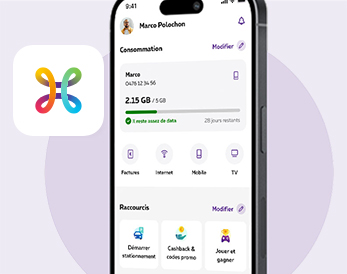 9:41
Marco Polochon
Consommation
Modifier
Marco
0476 12 34 56
2.15 GB / 5 GB
Il reste assez de data
28 jours restants
Factures
Internet
Mobile
TV
Raccourcis
Modifier
Démarrer
stationnement
Cashback &
codes promo
Jouer et
gagner